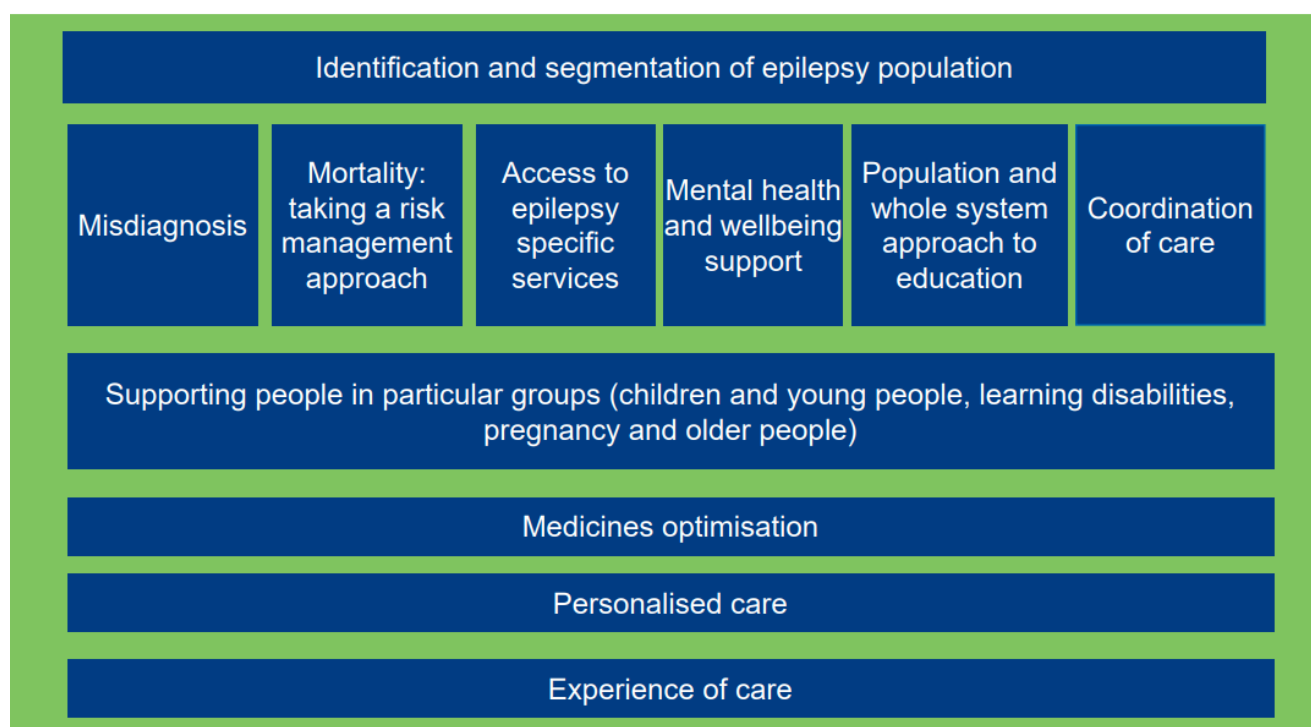 Identification and segmentation of epilepsy population
Misdiagnosis
Mortality:
taking a risk
management
approach
Access to
epilepsy
specific
services
Mental health
and wellbeing
support
Population and
whole system
approach to
education
Coordination
of care
Supporting people in particular groups (children and young people, learning disabilities,
pregnancy and older people)
Medicines optimisation
Personalised care
Experience of care